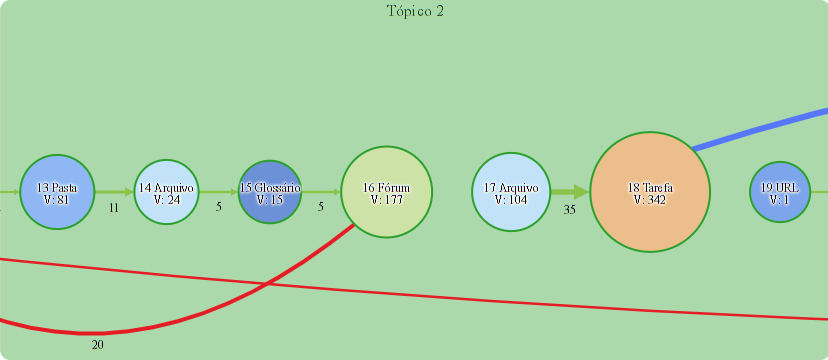 Tópico 2
13 Pasta
V: 81
11
14 Arquivo
V: 24
5
15 Glossário
V: 15
5
16 Fórum
V: 177
17 Arquivo
V: 104
35
18 Tarefa
V: 342
19 URL
V: 1
20